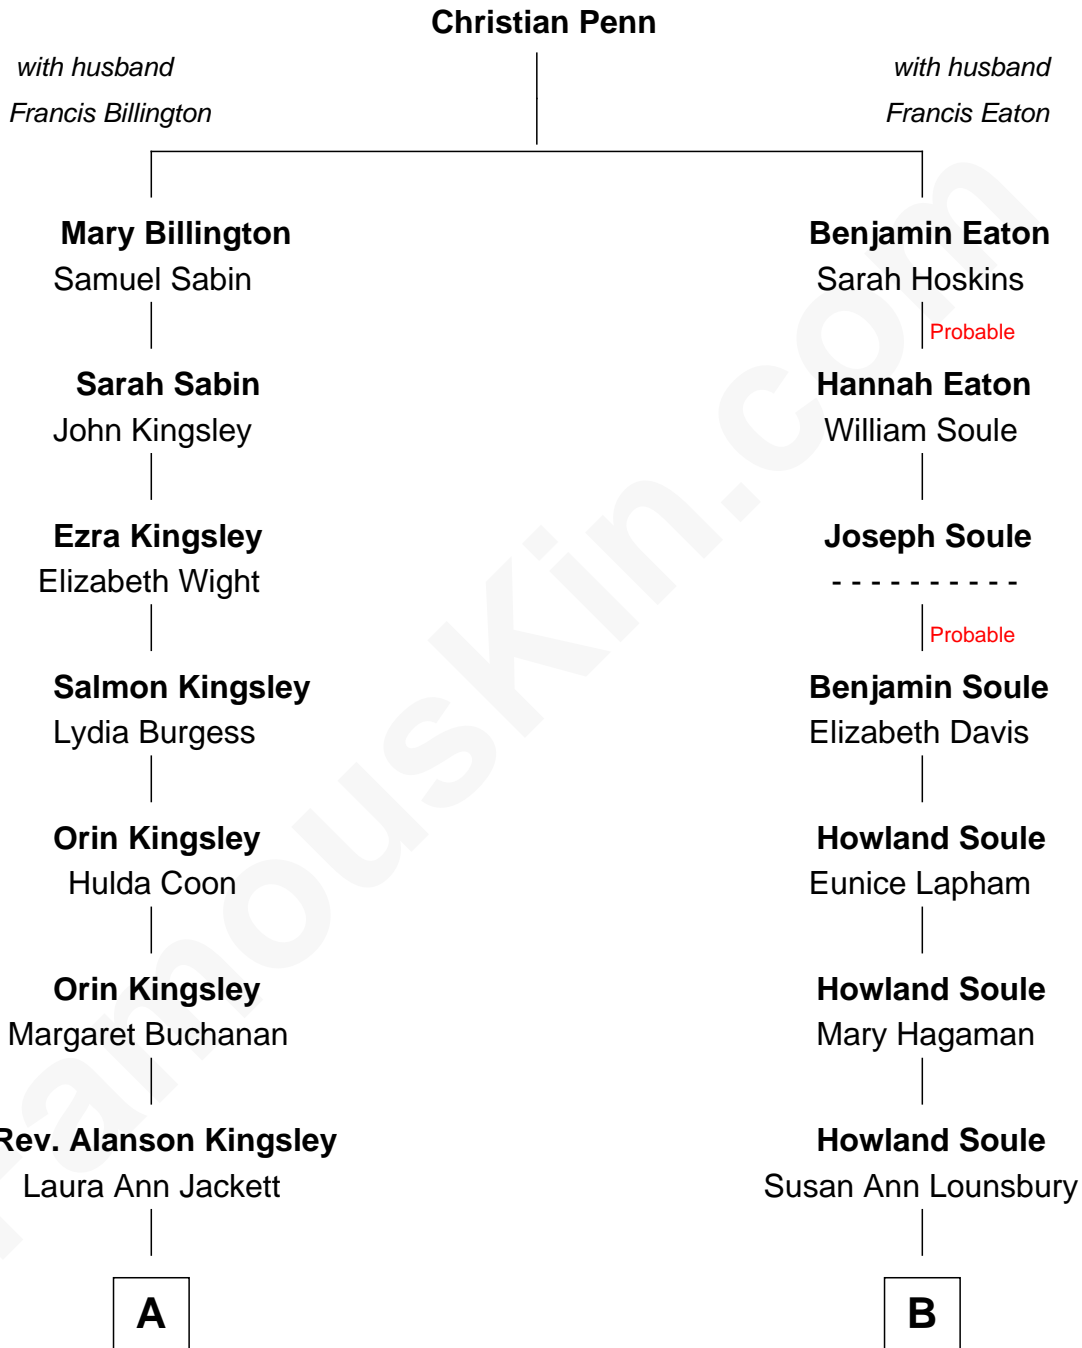 Christian Penn
with husband
Francis Billington
with husband
Francis Eaton
Mary Billington
Samuel Sabin
Benjamin Eaton
Sarah Hoskins
Probable
Sarah Sabin
John Kingsley
Hannah Eaton
William Soule
Ezra Kingsley
Elizabeth Wight
Joseph Soule
- - - - - - - - - -
Probable
Salmon Kingsley
Lydia Burgess
Benjamin Soule
Elizabeth Davis
Orin Kingsley
Hulda Coon
Howland Soule
Eunice Lapham
Orin Kingsley
Margaret Buchanan
Howland Soule
Mary Hagaman
Rev. Alanson Kingsley
Laura Ann Jackett
Howland Soule
Susan Ann Lounsbury
A
B
FamousKin.com